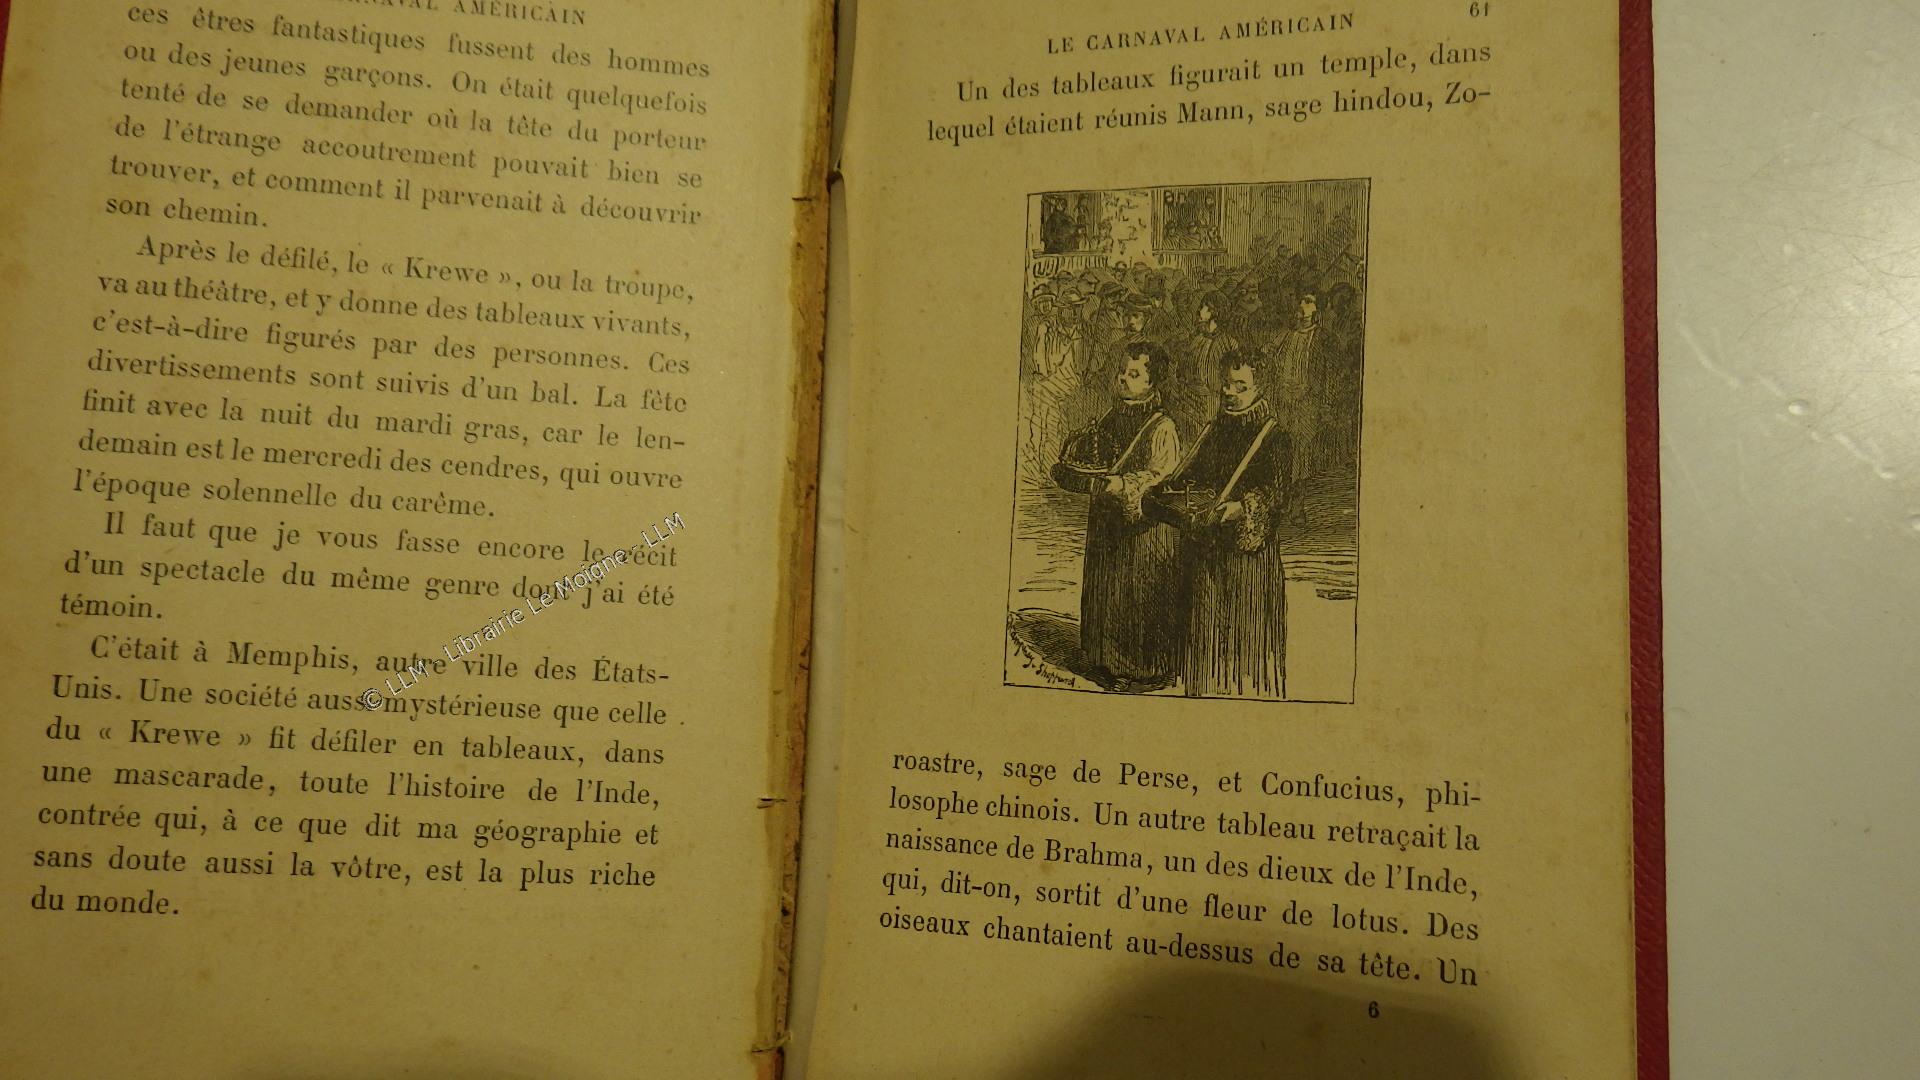 CARNAVAL AMÉRICAIN
ces êtres fantastiques fussent des hommes
ou des jeunes garçons. On était quelquefois
tenté de se demander où la tête du porteur
de l'étrange accoutrement pouvait bien se
trouver, et comment il parvenait à découvrir
son chemin.
Après le défilé, le « Krewe », ou la troupe,
va au théâtre, et y donne des tableaux vivants,
c'est-à-dire figurés par des personnes. Ces
divertissements sont suivis d'un bal. La fête
finit avec la nuit du mardi gras, car le len-
demain est le mercredi des cendres, qui ouvre
l'époque solennelle du carême.
Il faut que je vous fasse encore le récit
d'un spectacle du même genre dont j'ai été
témoin.
C'était à Memphis, autre ville des États-
Unis. Une société aussi mystérieuse que celle
du « Krewe » fit défiler en tableaux, dans
une mascarade, toute l'histoire de l'Inde,
contrée qui, à ce que dit ma géographie et
sans doute aussi la vôtre, est la plus riche
du monde.
© LLM - Librairie Le Moigne - LLM
LE CARNAVAL AMÉRICAIN 61
Un des tableaux figurait un temple, dans
lequel étaient réunis Mann, sage hindou, Zo-
Sheppard
roastre, sage de Perse, et Confucius, phi-
losophe chinois. Un autre tableau retraçait la
naissance de Brahma, un des dieux de l'Inde,
qui, dit-on, sortit d'une fleur de lotus. Des
oiseaux chantaient au-dessus de sa tête. Un
6